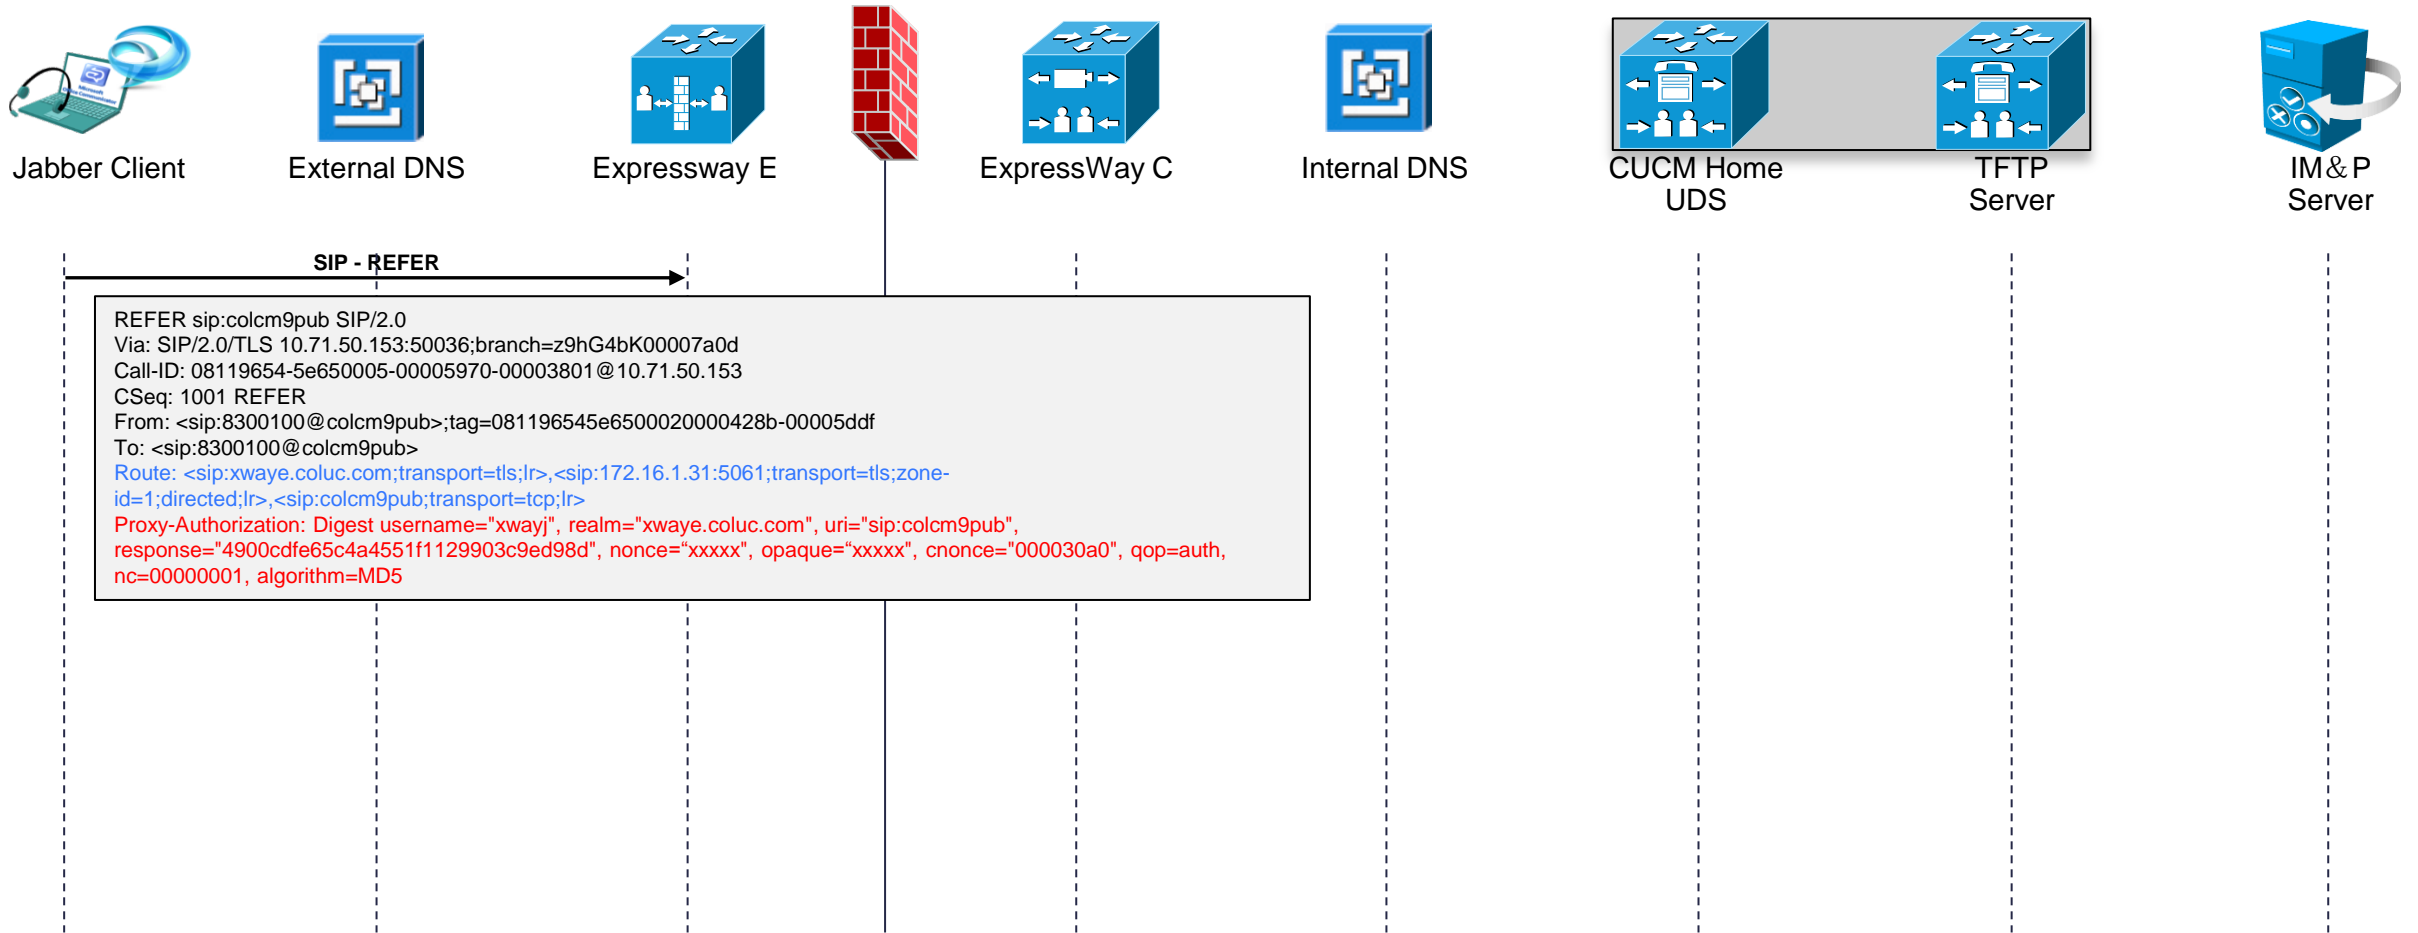 Jabber Client
External DNS
Expressway E
ExpressWay C
Internal DNS
CUCM Home
UDS
TFTP
Server
IM&P
Server
SIP - REFER
REFER sip:colcm9pub SIP/2.0
Via: SIP/2.0/TLS 10.71.50.153:50036;branch=z9hG4bK00007a0d
Call-ID: 08119654-5e650005-00005970-00003801@10.71.50.153
CSeq: 1001 REFER
From: <sip:8300100@colcm9pub>;tag=081196545e6500020000428b-00005ddf
To: <sip:8300100@colcm9pub>
Route: <sip:xwaye.coluc.com;transport=tls;lr>,<sip:172.16.1.31:5061;transport=tls;zone-
id=1;directed;lr>,<sip:colcm9pub;transport=tcp;lr>
Proxy-Authorization: Digest username="xwayj", realm="xwaye.coluc.com", uri="sip:colcm9pub",
response="4900cdfe65c4a4551f1129903c9ed98d", nonce=“xxxxx", opaque=“xxxxx", cnonce="000030a0", qop=auth,
nc=00000001, algorithm=MD5